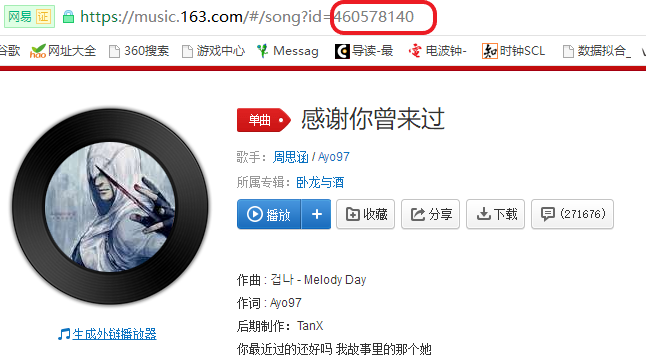 网易 证 https://music.163.com/#/song?id=460578140
谷歌 hao 网址大全 360搜索 游戏中心 Messag 导读-最 电波钟- 时钟SCL 数据拟合_
单曲 感谢你曾来过
歌手：周思涵 / Ayo97
所属专辑：卧龙与酒
播放 + 收藏 分享 下载 (271676)
作曲 : 겁나 - Melody Day
作词 : Ayo97
后期制作：TanX
生成外链播放器
你最近过的还好吗 我故事里的那个她